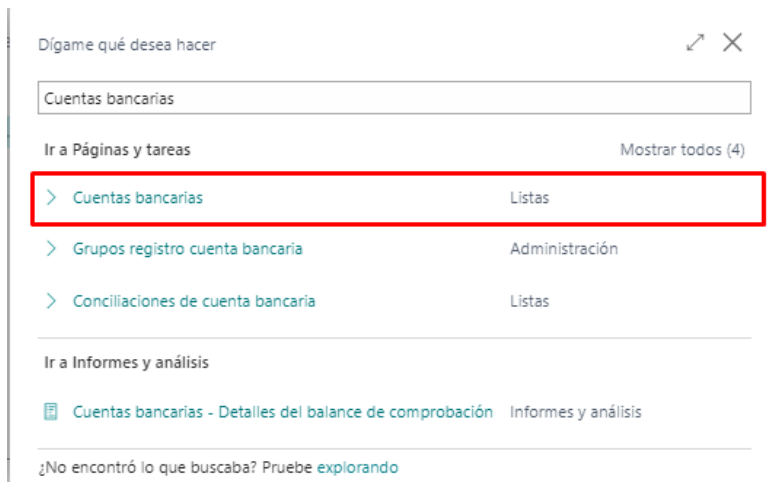 Dígame qué desea hacer
Cuentas bancarias
Ir a Páginas y tareas Mostrar todos (4)
Cuentas bancarias Listas
Grupos registro cuenta bancaria Administración
Conciliaciones de cuenta bancaria Listas
Ir a Informes y análisis
Cuentas bancarias - Detalles del balance de comprobación Informes y análisis
¿No encontró lo que buscaba? Pruebe explorando